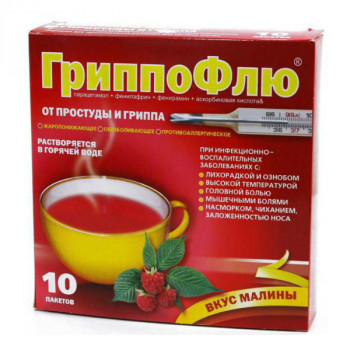 ГриппоФлю®
парацетамол • фенилэфрин • фенирамин • аскорбиновая кислота
ОТ ПРОСТУДЫ И ГРИППА
ЖАРОПОНИЖАЮЩЕЕ ОБЕЗБОЛИВАЮЩЕЕ ПРОТИВОАЛЛЕРГИЧЕСКОЕ
РАСТВОРЯЕТСЯ
В ГОРЯЧЕЙ ВОДЕ
ПРИ ИНФЕКЦИОННО-
ВОСПАЛИТЕЛЬНЫХ
ЗАБОЛЕВАНИЯХ С:
• ЛИХОРАДКОЙ И ОЗНОБОМ
• ВЫСОКОЙ ТЕМПЕРАТУРОЙ
• ГОЛОВНОЙ БОЛЬЮ
• МЫШЕЧНЫМИ БОЛЯМИ
• НАСМОРКОМ, ЧИХАНИЕМ,
ЗАЛОЖЕННОСТЬЮ НОСА
10
ПАКЕТОВ
ВКУС МАЛИНЫ